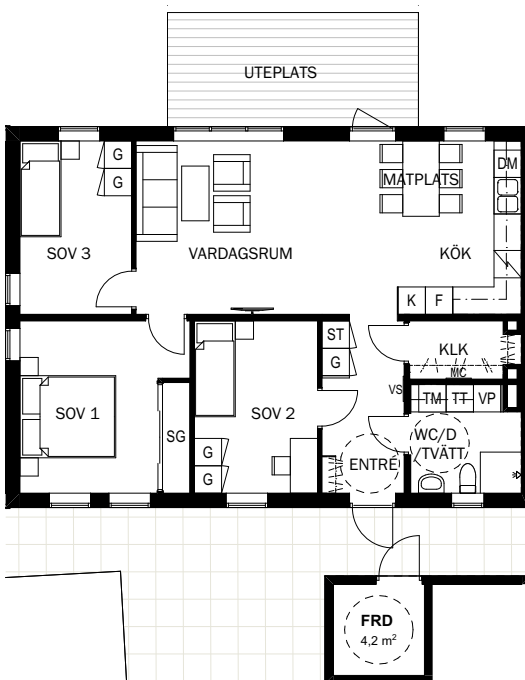 UTEPLATS
G
G
MATPLATS
DM
SOV 3
VARDAGSRUM
KÖK
K
F
ST
G
KLK
MC
VS
TM
TT
VP
SOV 1
SG
SOV 2
WC/D
/TVÄTT
G
G
ENTRÉ
FRD
4,2 m²